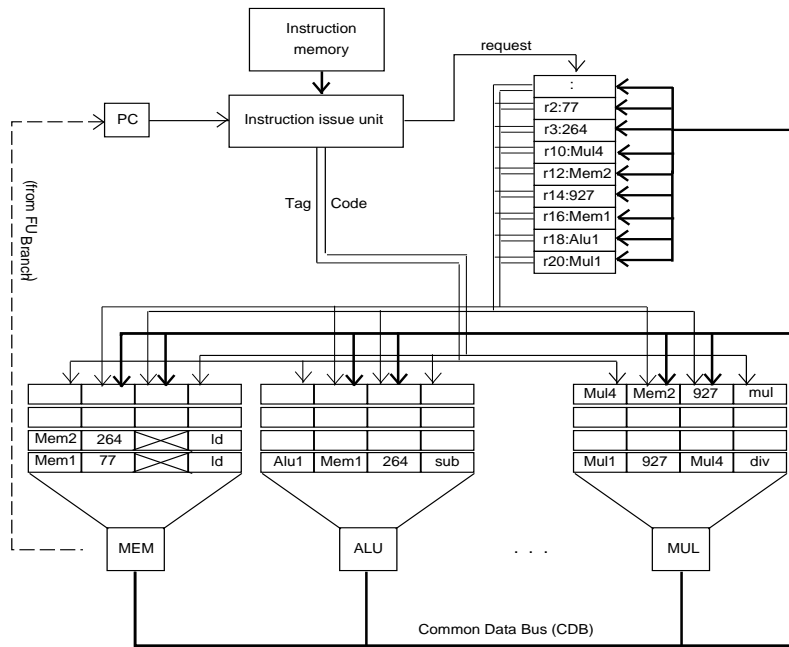 Instruction
memory
request
:
PC
Instruction issue unit
r2:77
r3:264
r10:Mul4
r12:Mem2
r14:927
r16:Mem1
r18:Alu1
r20:Mul1
Tag
Code
(from FU Branch)
Mul4 Mem2 927 mul
Mem2 264 ld
Mem1 77 ld
Alu1 Mem1 264 sub
Mul1 927 Mul4 div
MEM
ALU
. . .
MUL
Common Data Bus (CDB)